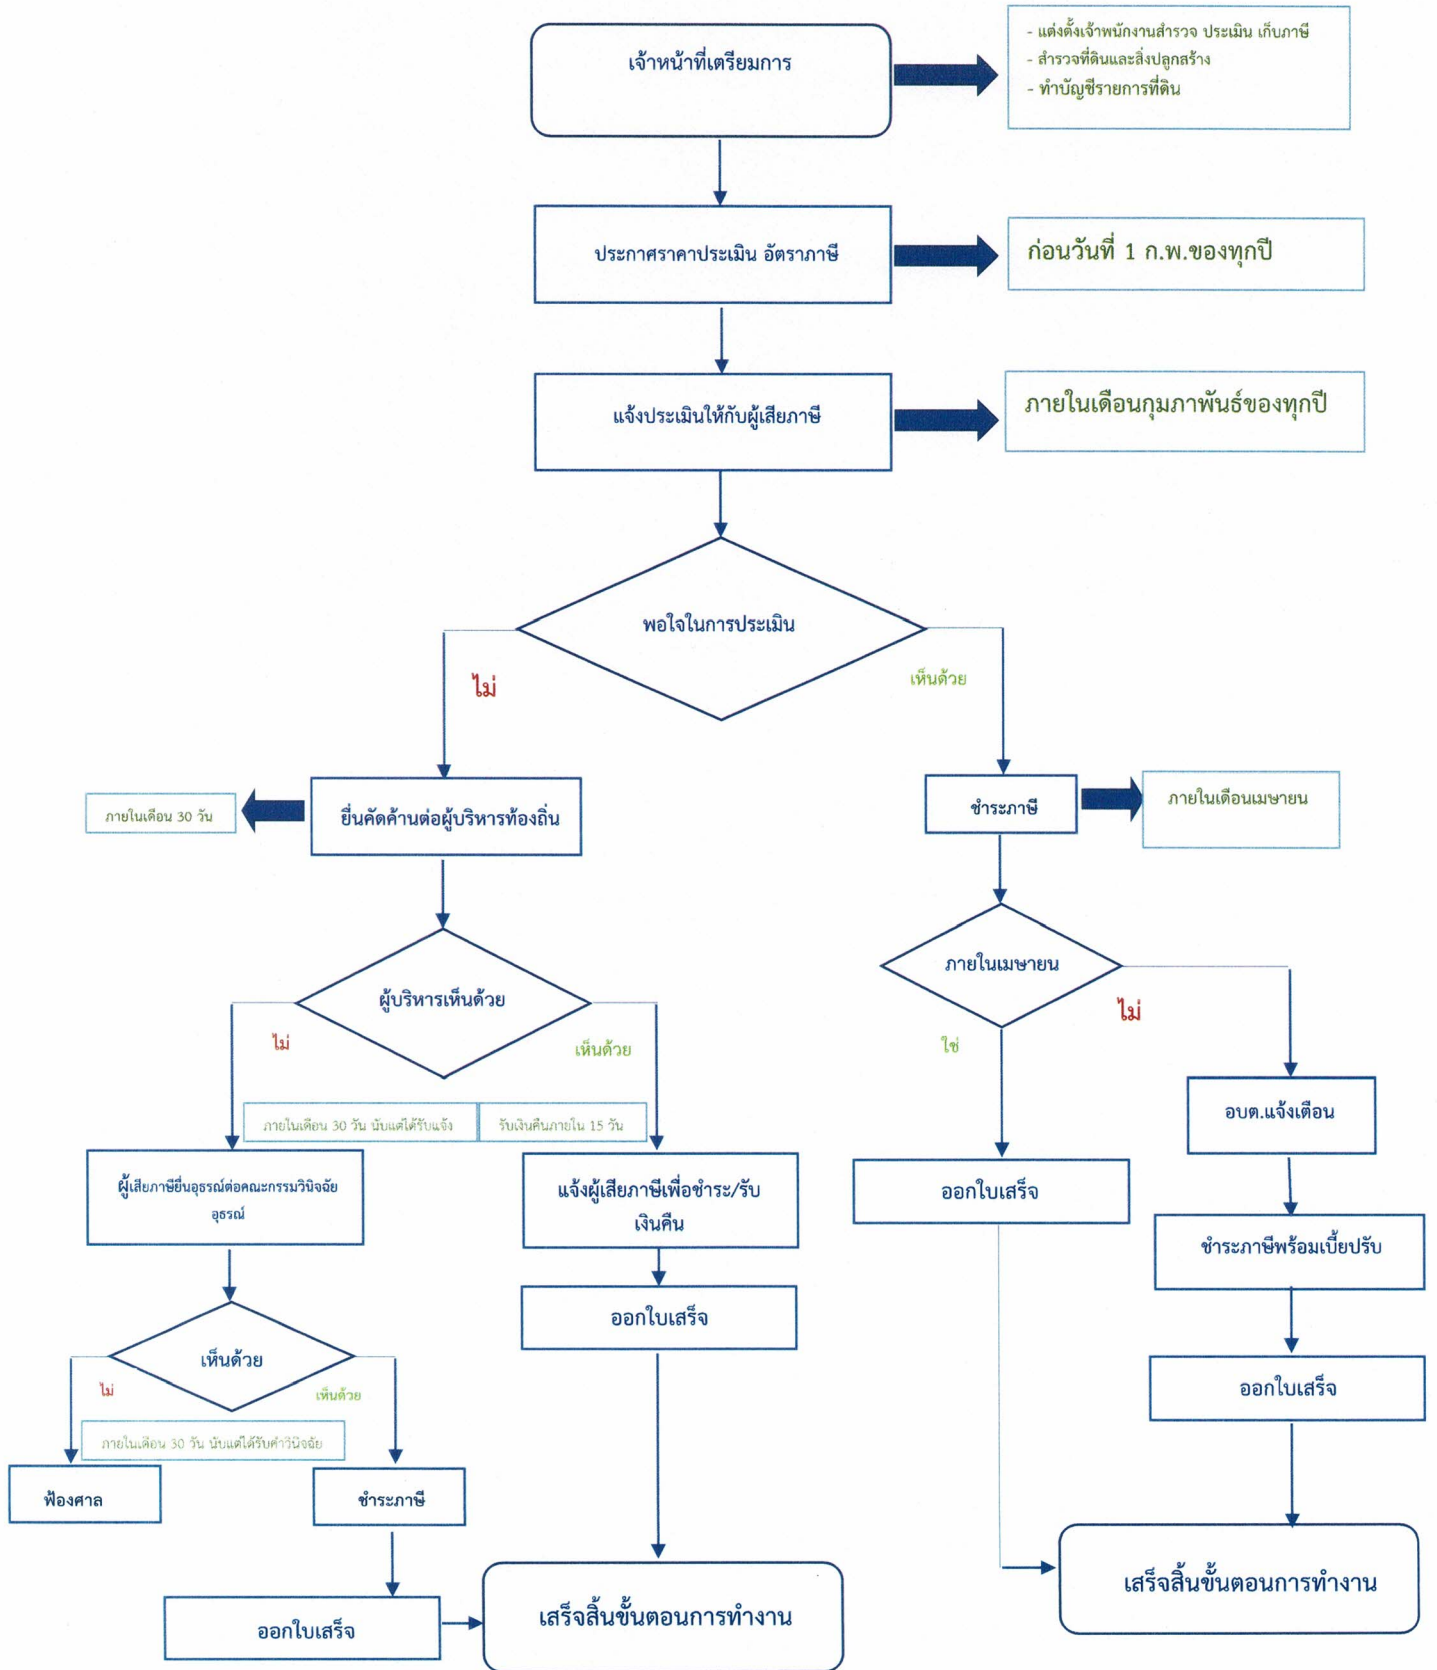 เจ้าหน้าที่เตรียมการ
- แต่งตั้งเจ้าพนักงานสำรวจ ประเมิน เก็บภาษี
- สำรวจที่ดินและสิ่งปลูกสร้าง
- ทำบัญชีรายการที่ดิน
ประกาศราคาประเมิน อัตราภาษี
ก่อนวันที่ 1 ก.พ.ของทุกปี
แจ้งประเมินให้กับผู้เสียภาษี
ภายในเดือนกุมภาพันธ์ของทุกปี
พอใจในการประเมิน
ไม่
เห็นด้วย
ภายในเดือน 30 วัน
ยื่นคัดค้านต่อผู้บริหารท้องถิ่น
ชำระภาษี
ภายในเดือนเมษายน
ผู้บริหารเห็นด้วย
ภายในเมษายน
ไม่
เห็นด้วย
ใช่
ไม่
ภายในเดือน 30 วัน นับแต่ได้รับแจ้ง
รับเงินคืนภายใน 15 วัน
อบต.แจ้งเตือน
ผู้เสียภาษียื่นอุธรณ์ต่อคณะกรรมวินิจฉัย
อุธรณ์
แจ้งผู้เสียภาษีเพื่อชำระ/รับ
เงินคืน
ออกใบเสร็จ
ชำระภาษีพร้อมเบี้ยปรับ
ออกใบเสร็จ
เห็นด้วย
ไม่
เห็นด้วย
ออกใบเสร็จ
ภายในเดือน 30 วัน นับแต่ได้รับคำวินิจฉัย
ฟ้องศาล
ชำระภาษี
ออกใบเสร็จ
เสร็จสิ้นขั้นตอนการทำงาน
เสร็จสิ้นขั้นตอนการทำงาน